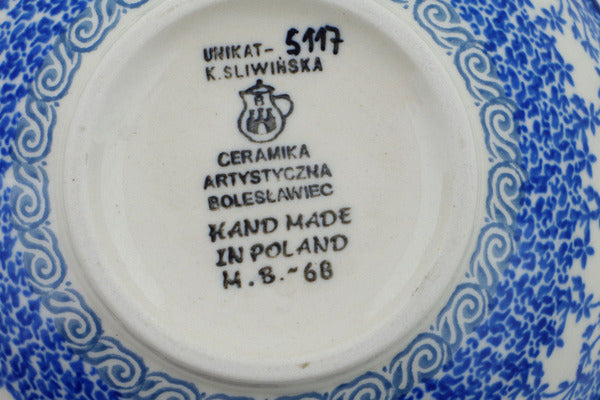 UNIKAT- 5117
K.SLIWIŃSKA
CERAMIKA
ARTYSTYCZNA
BOLESŁAWIEC
HAND MADE
IN POLAND
M.B.-68